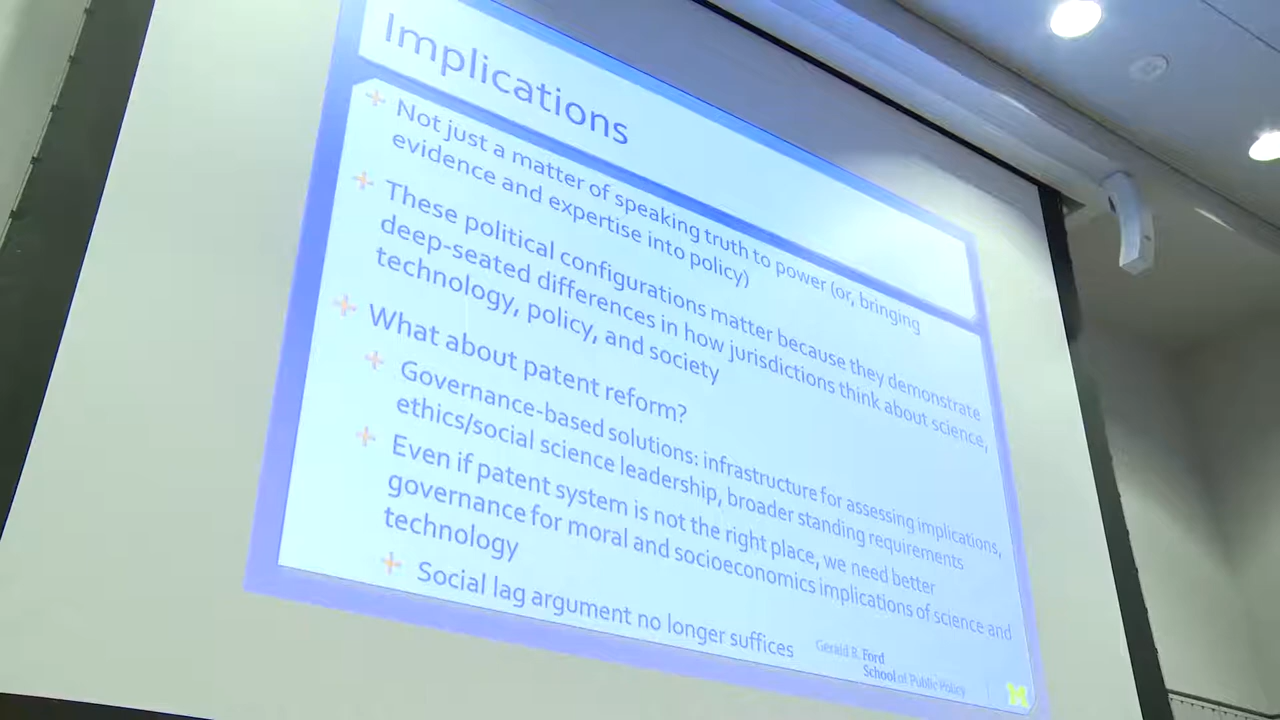 Implications
Not just a matter of speaking truth to power (or, bringing
evidence and expertise into policy)
These political configurations matter because they demonstrate
deep-seated differences in how jurisdictions think about science,
technology, policy, and society
What about patent reform?
Governance-based solutions: infrastructure for assessing implications,
ethics/social science leadership, broader standing requirements
Even if patent system is not the right place, we need better
governance for moral and socioeconomics implications of science and
technology
Social lag argument no longer suffices
Gerald R. Ford
School of Public Policy
M